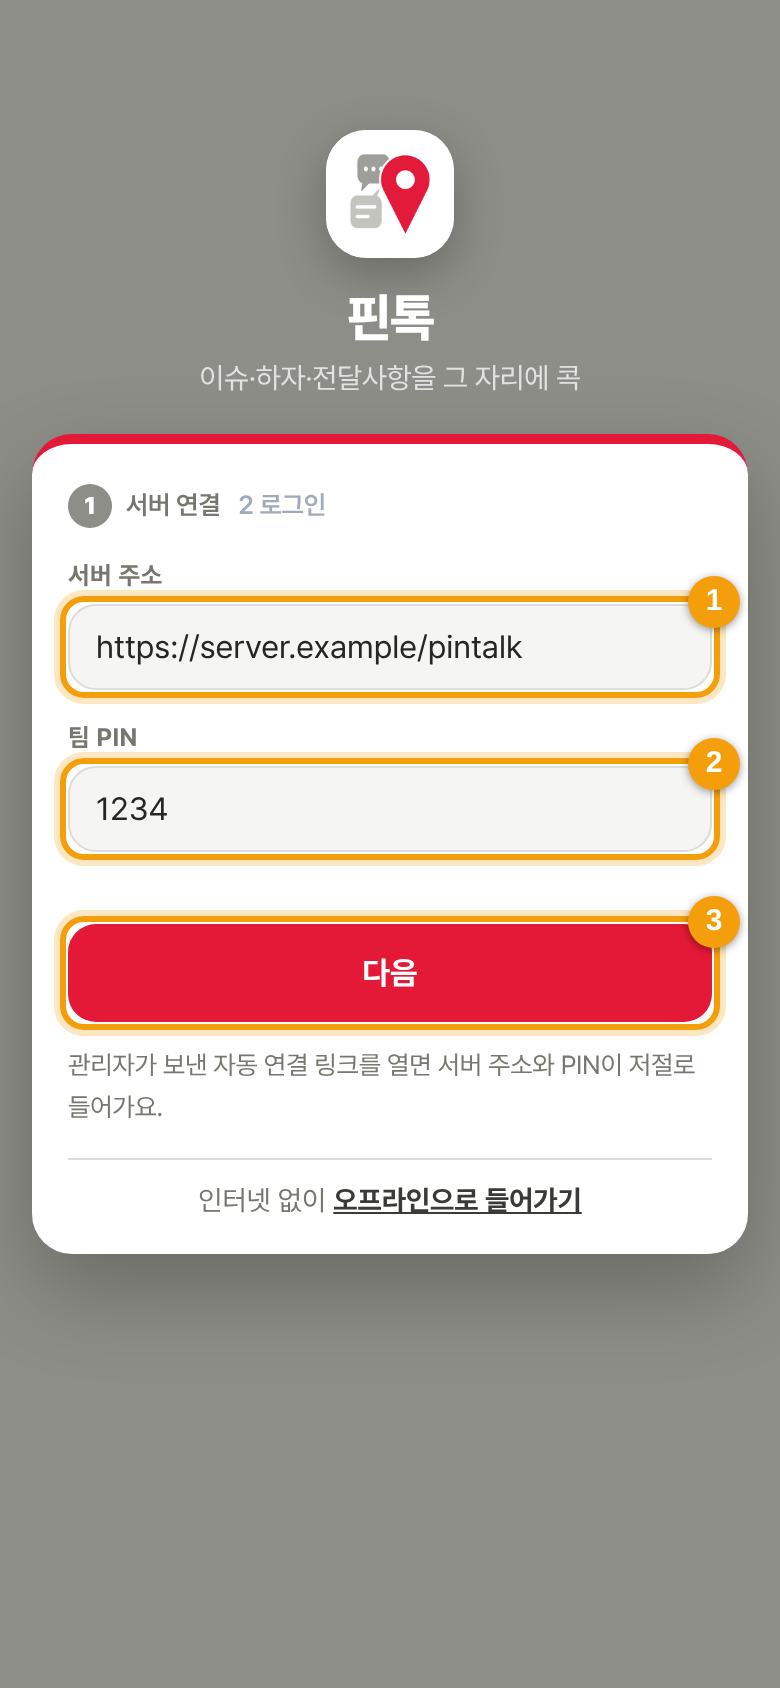 핀톡
이슈·하자·전달사항을 그 자리에 콕
1 서버 연결 2 로그인
서버 주소
1
https://server.example/pintalk
팀 PIN
2
1234
3
다음
관리자가 보낸 자동 연결 링크를 열면 서버 주소와 PIN이 저절로
들어가요.
인터넷 없이 오프라인으로 들어가기